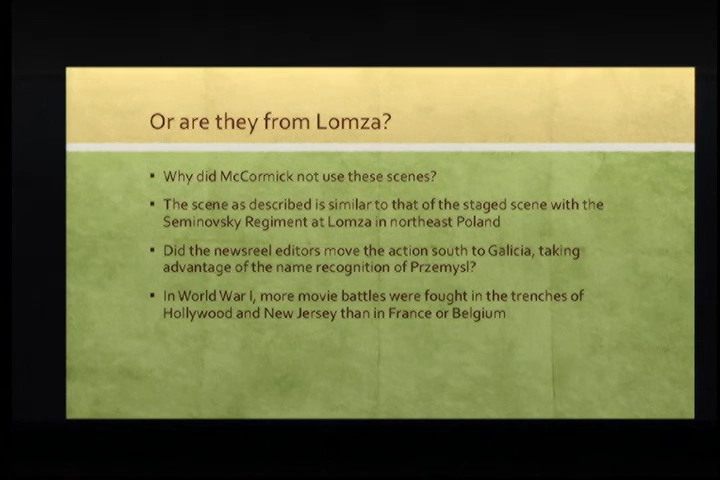 Or are they from Lomza?
▪ Why did McCormick not use these scenes?
▪ The scene as described is similar to that of the staged scene with the
Seminovsky Regiment at Lomza in northeast Poland
▪ Did the newsreel editors move the action south to Galicia, taking
advantage of the name recognition of Przemysl?
▪ In World War I, more movie battles were fought in the trenches of
Hollywood and New Jersey than in France or Belgium